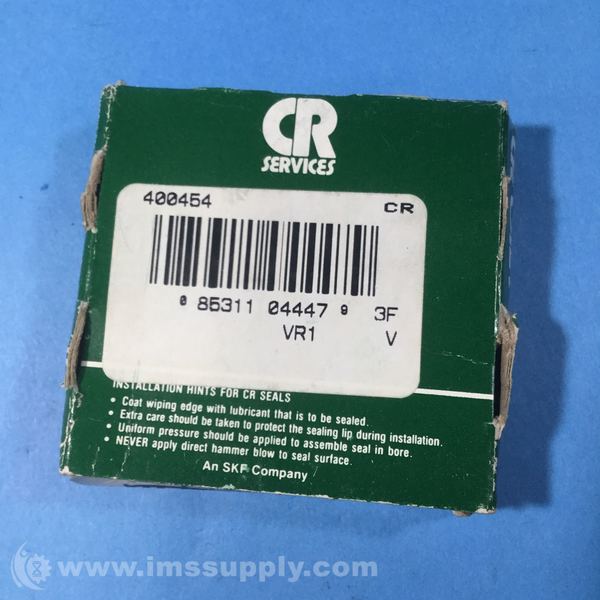 CR
SERVICES
400454 CR
0 85311 04447 9 3F
VR1 V
INSTALLATION HINTS FOR CR SEALS
• Coat wiping edge with lubricant that is to be sealed.
• Extra care should be taken to protect the sealing lip during installation.
• Uniform pressure should be applied to assemble seal in bore.
• NEVER apply direct hammer blow to seal surface.
An SKF Company
www.imssupply.com